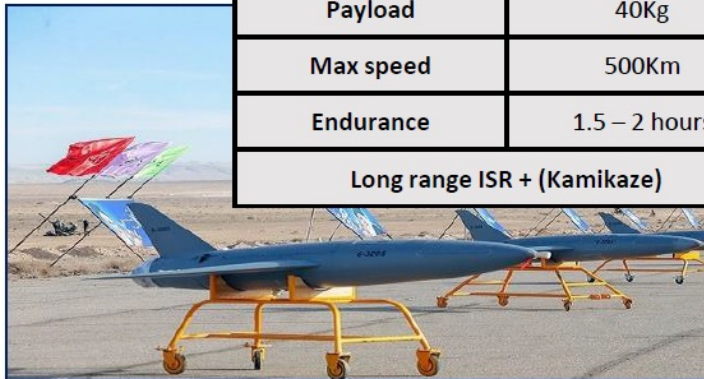 Payload 40Kg
Max speed 500Km
Endurance 1.5 – 2 hours
Long range ISR + (Kamikaze)